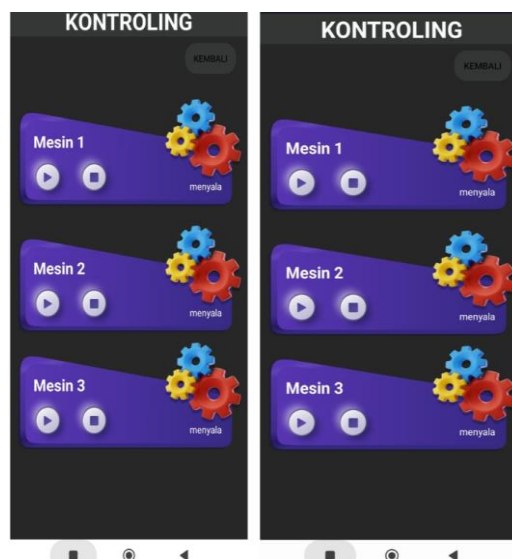 KONTROLING
KEMBALI
Mesin 1
menyala
Mesin 2
menyala
Mesin 3
menyala
KONTROLING
KEMBALI
Mesin 1
menyala
Mesin 2
menyala
Mesin 3
menyala